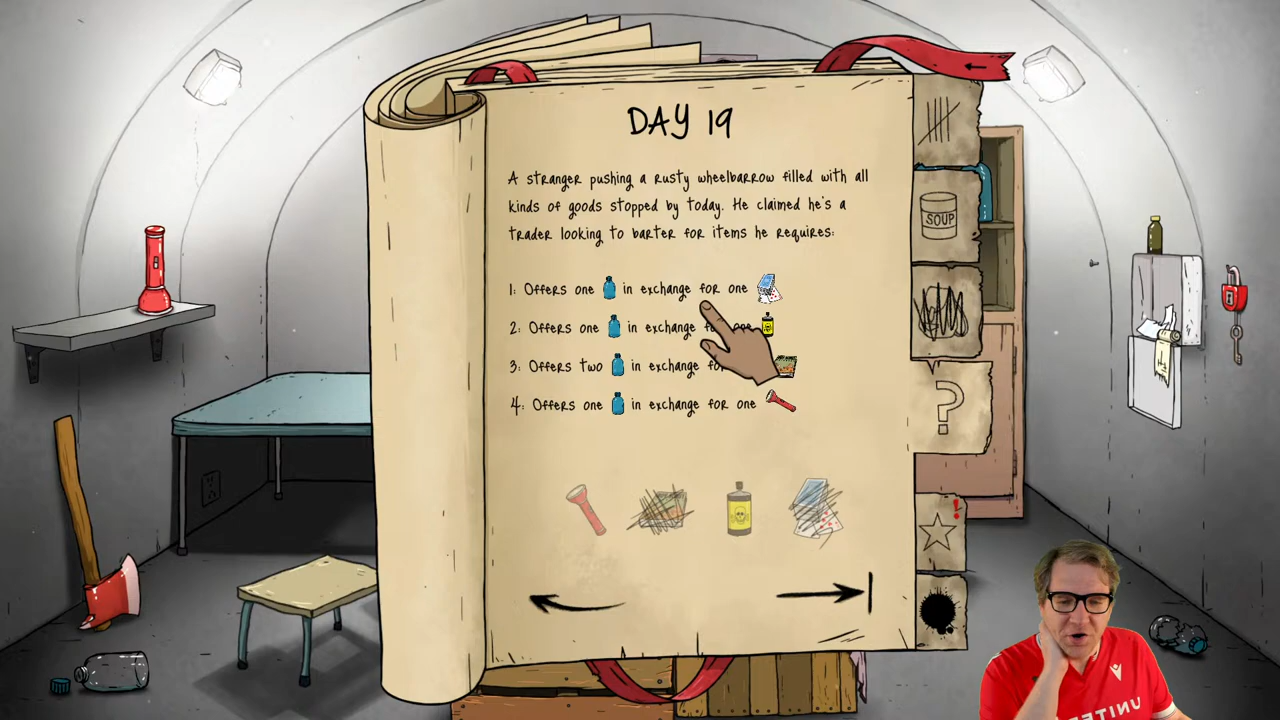 DAY 19
A stranger pushing a rusty wheelbarrow filled with all
kinds of goods stopped by today. He claimed he's a
trader looking to barter for items he requires:
1: Offers one in exchange for one
2: Offers one in exchange
3: Offers two in exchange
4: Offers one in exchange for one
SOUP
?
!
UNITE